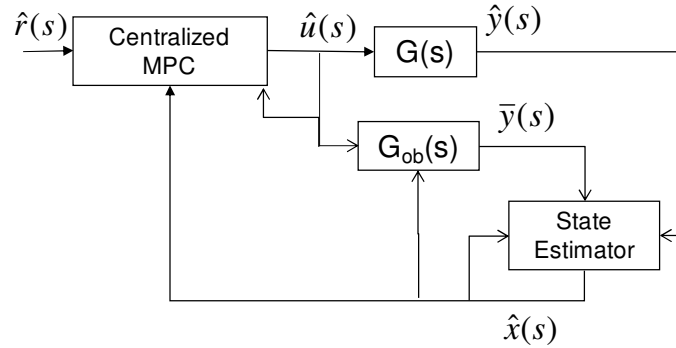 r̂(s)
Centralized
MPC
û(s)
G(s)
ŷ(s)
G_ob(s)
y̅(s)
State
Estimator
x̂(s)